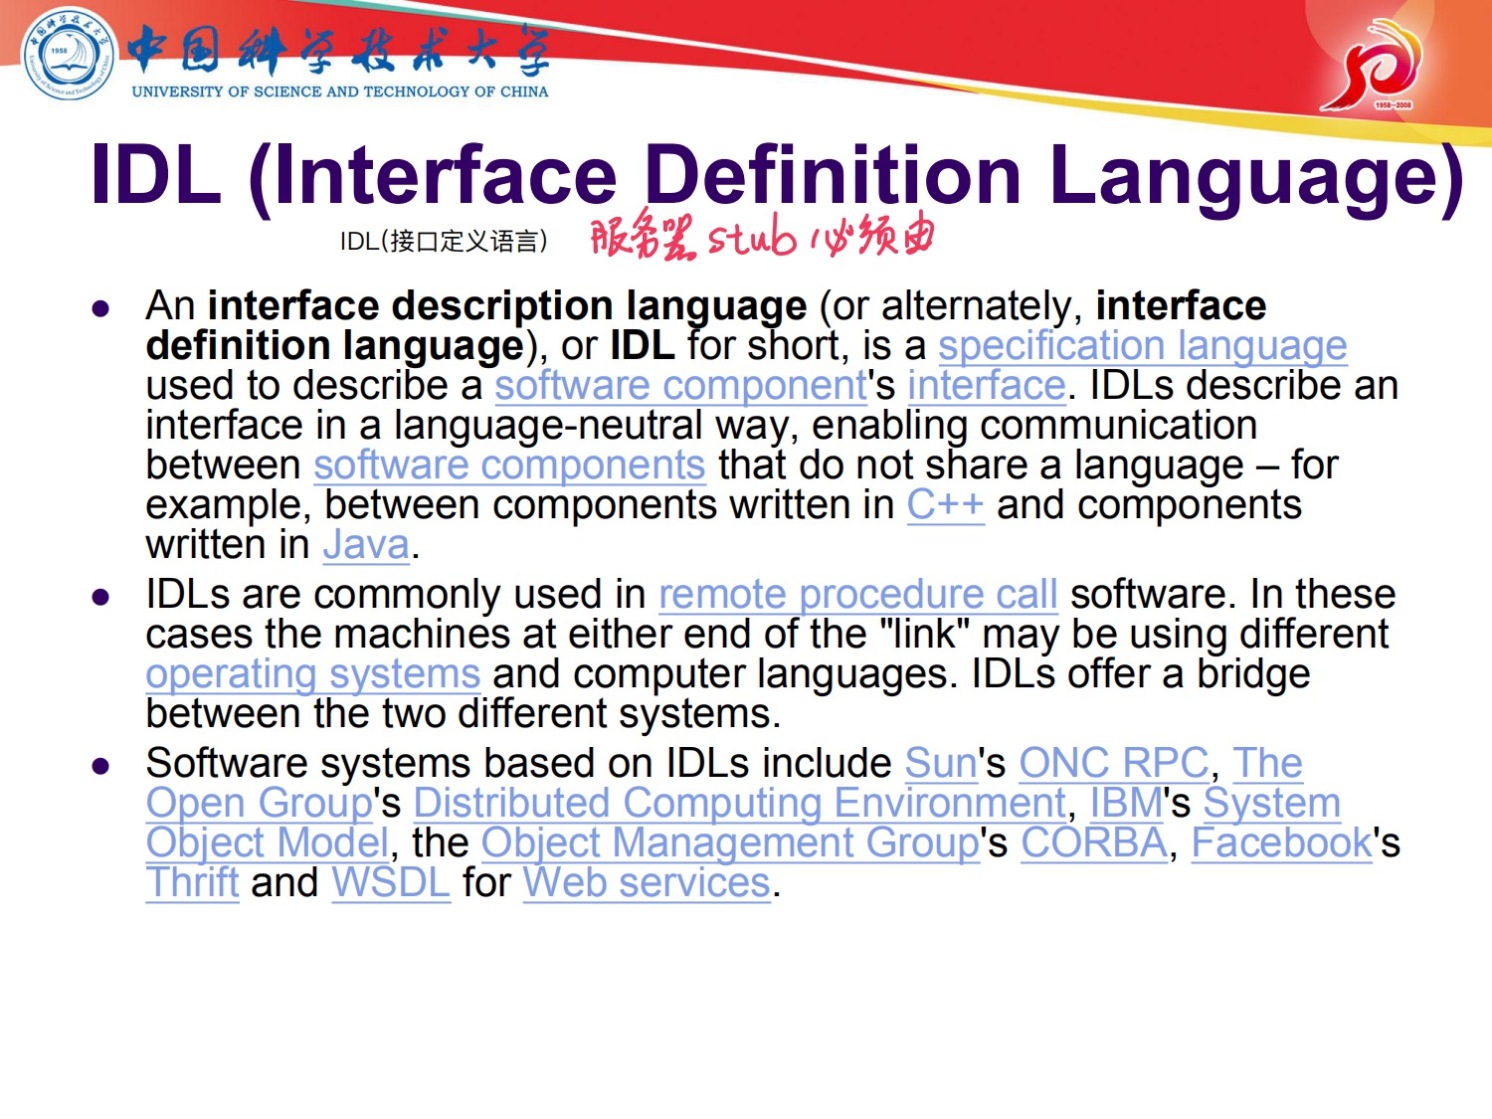 中国科学技术大学
UNIVERSITY OF SCIENCE AND TECHNOLOGY OF CHINA
1958
1958—2008
IDL (Interface Definition Language)
IDL(接口定义语言)
服务器 stub 必须由
An interface description language (or alternately, interface
definition language), or IDL for short, is a specification language
used to describe a software component's interface. IDLs describe an
interface in a language-neutral way, enabling communication
between software components that do not share a language – for
example, between components written in C++ and components
written in Java.
IDLs are commonly used in remote procedure call software. In these
cases the machines at either end of the "link" may be using different
operating systems and computer languages. IDLs offer a bridge
between the two different systems.
Software systems based on IDLs include Sun's ONC RPC, The
Open Group's Distributed Computing Environment, IBM's System
Object Model, the Object Management Group's CORBA, Facebook's
Thrift and WSDL for Web services.